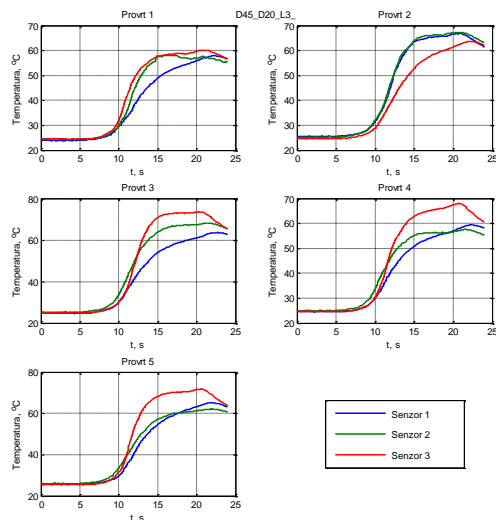 D45_D20_L3_
Provrt 1
Temperatura, °C
70
60
50
40
30
20
0 5 10 15 20 25
t, s
Provrt 2
Temperatura, °C
70
60
50
40
30
20
0 5 10 15 20 25
t, s
Provrt 3
Temperatura, °C
80
60
40
20
0 5 10 15 20 25
t, s
Provrt 4
Temperatura, °C
70
60
50
40
30
20
0 5 10 15 20 25
t, s
Provrt 5
Temperatura, °C
80
60
40
20
0 5 10 15 20 25
t, s
Senzor 1
Senzor 2
Senzor 3